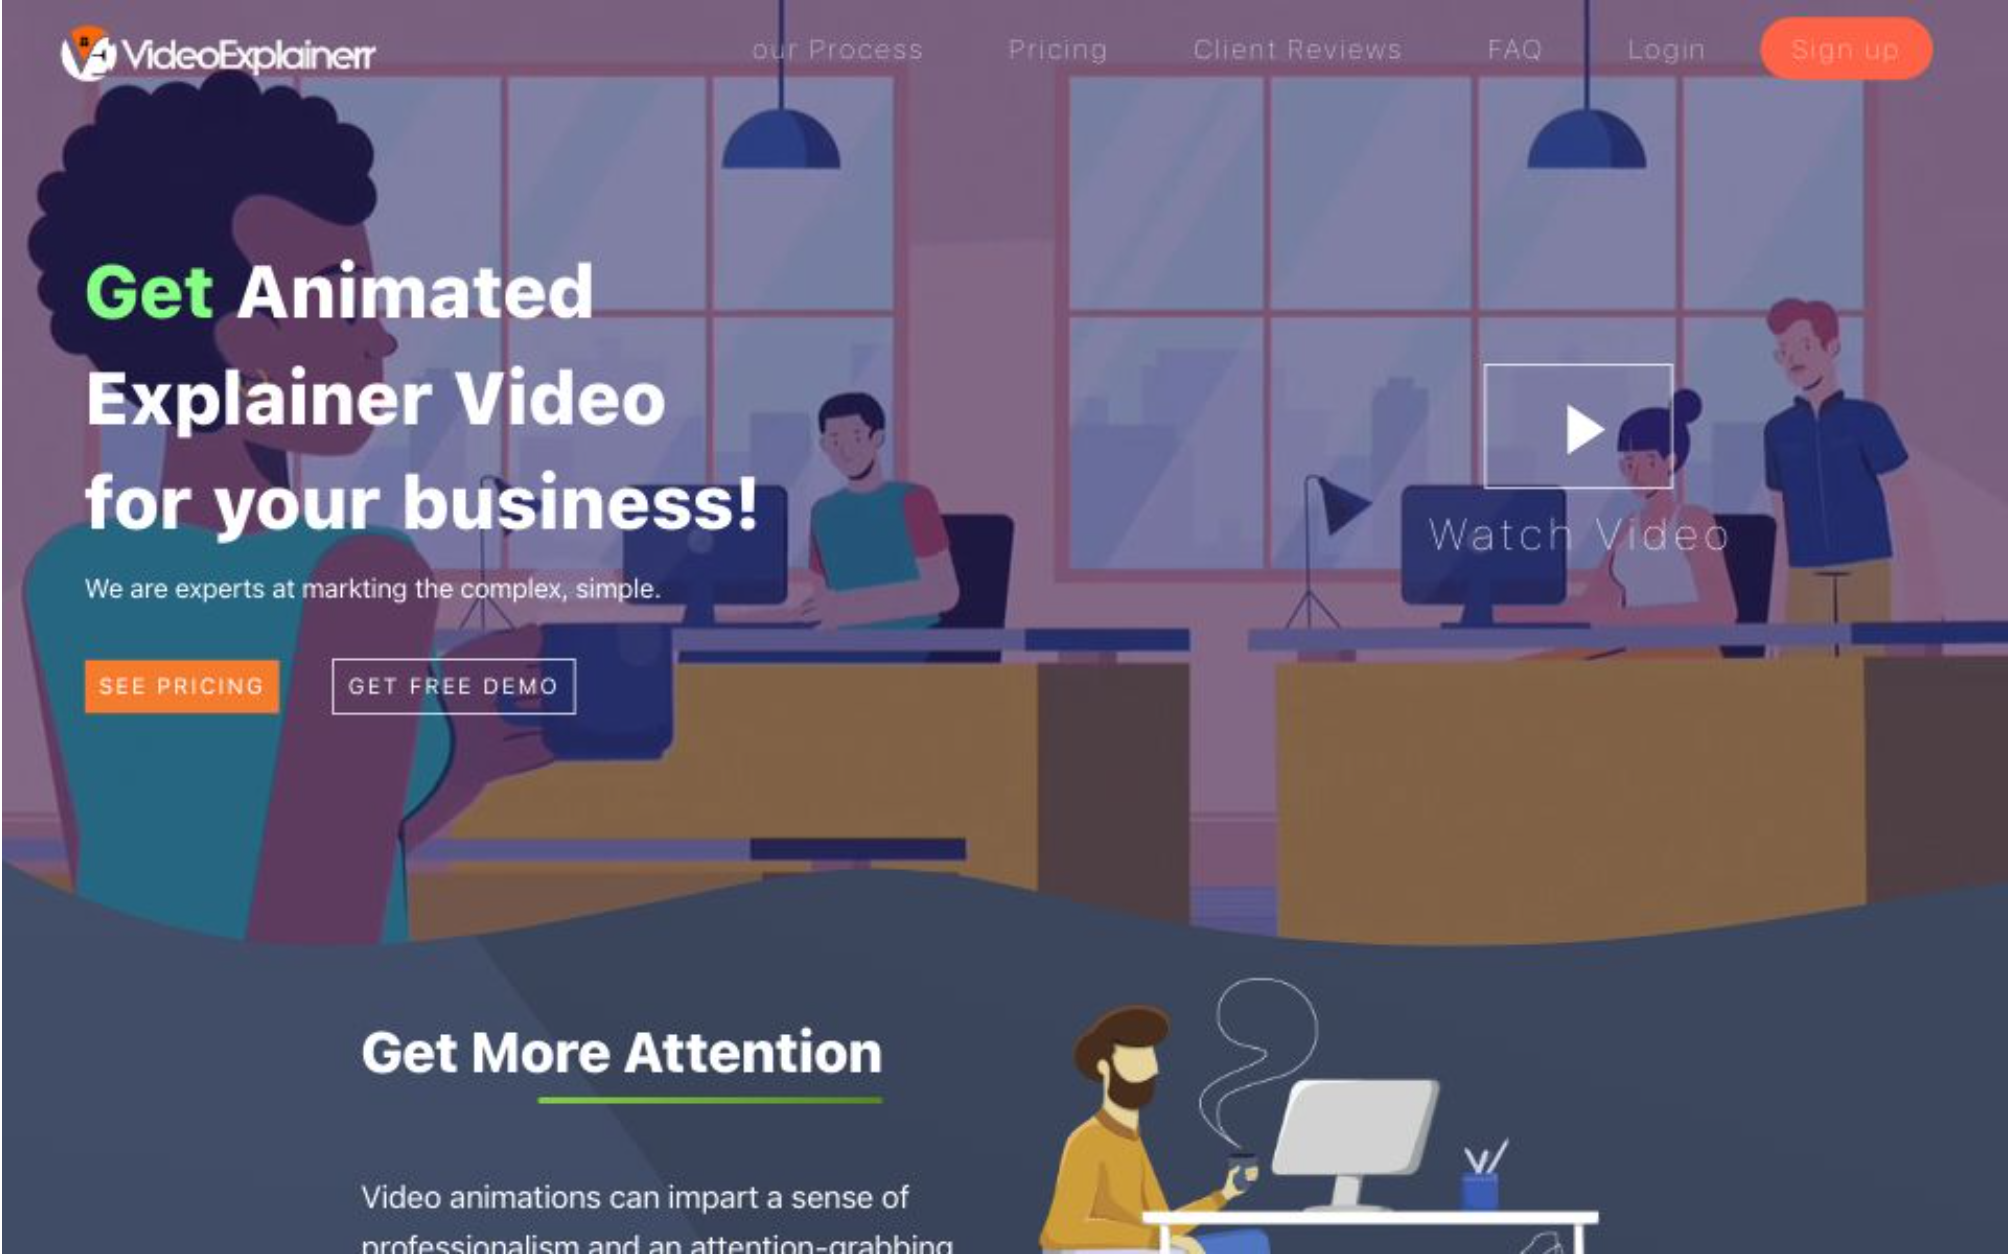 VideoExplainerr
our Process
Pricing
Client Reviews
FAQ
Login
Sign up
Get Animated
Explainer Video
for your business!
We are experts at markting the complex, simple.
SEE PRICING
GET FREE DEMO
Watch Video
Get More Attention
Video animations can impart a sense of
professionalism and an attention-grabbing